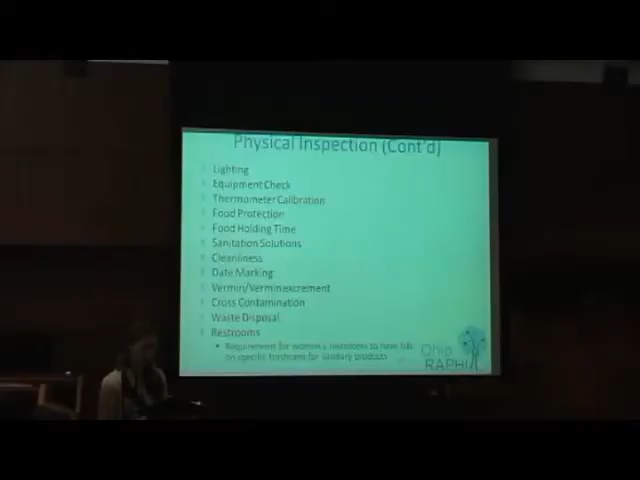 Physical Inspection (Cont'd)
Lighting
Equipment Check
Thermometer Calibration
Food Protection
Food Holding Time
Sanitation Solutions
Cleanliness
Date Marking
Vermin/Vermin excrement
Cross Contamination
Waste Disposal
Restrooms
Requirement for women's restrooms to have lids
on specific trashcans for sanitary products
Ohio
RAPHI